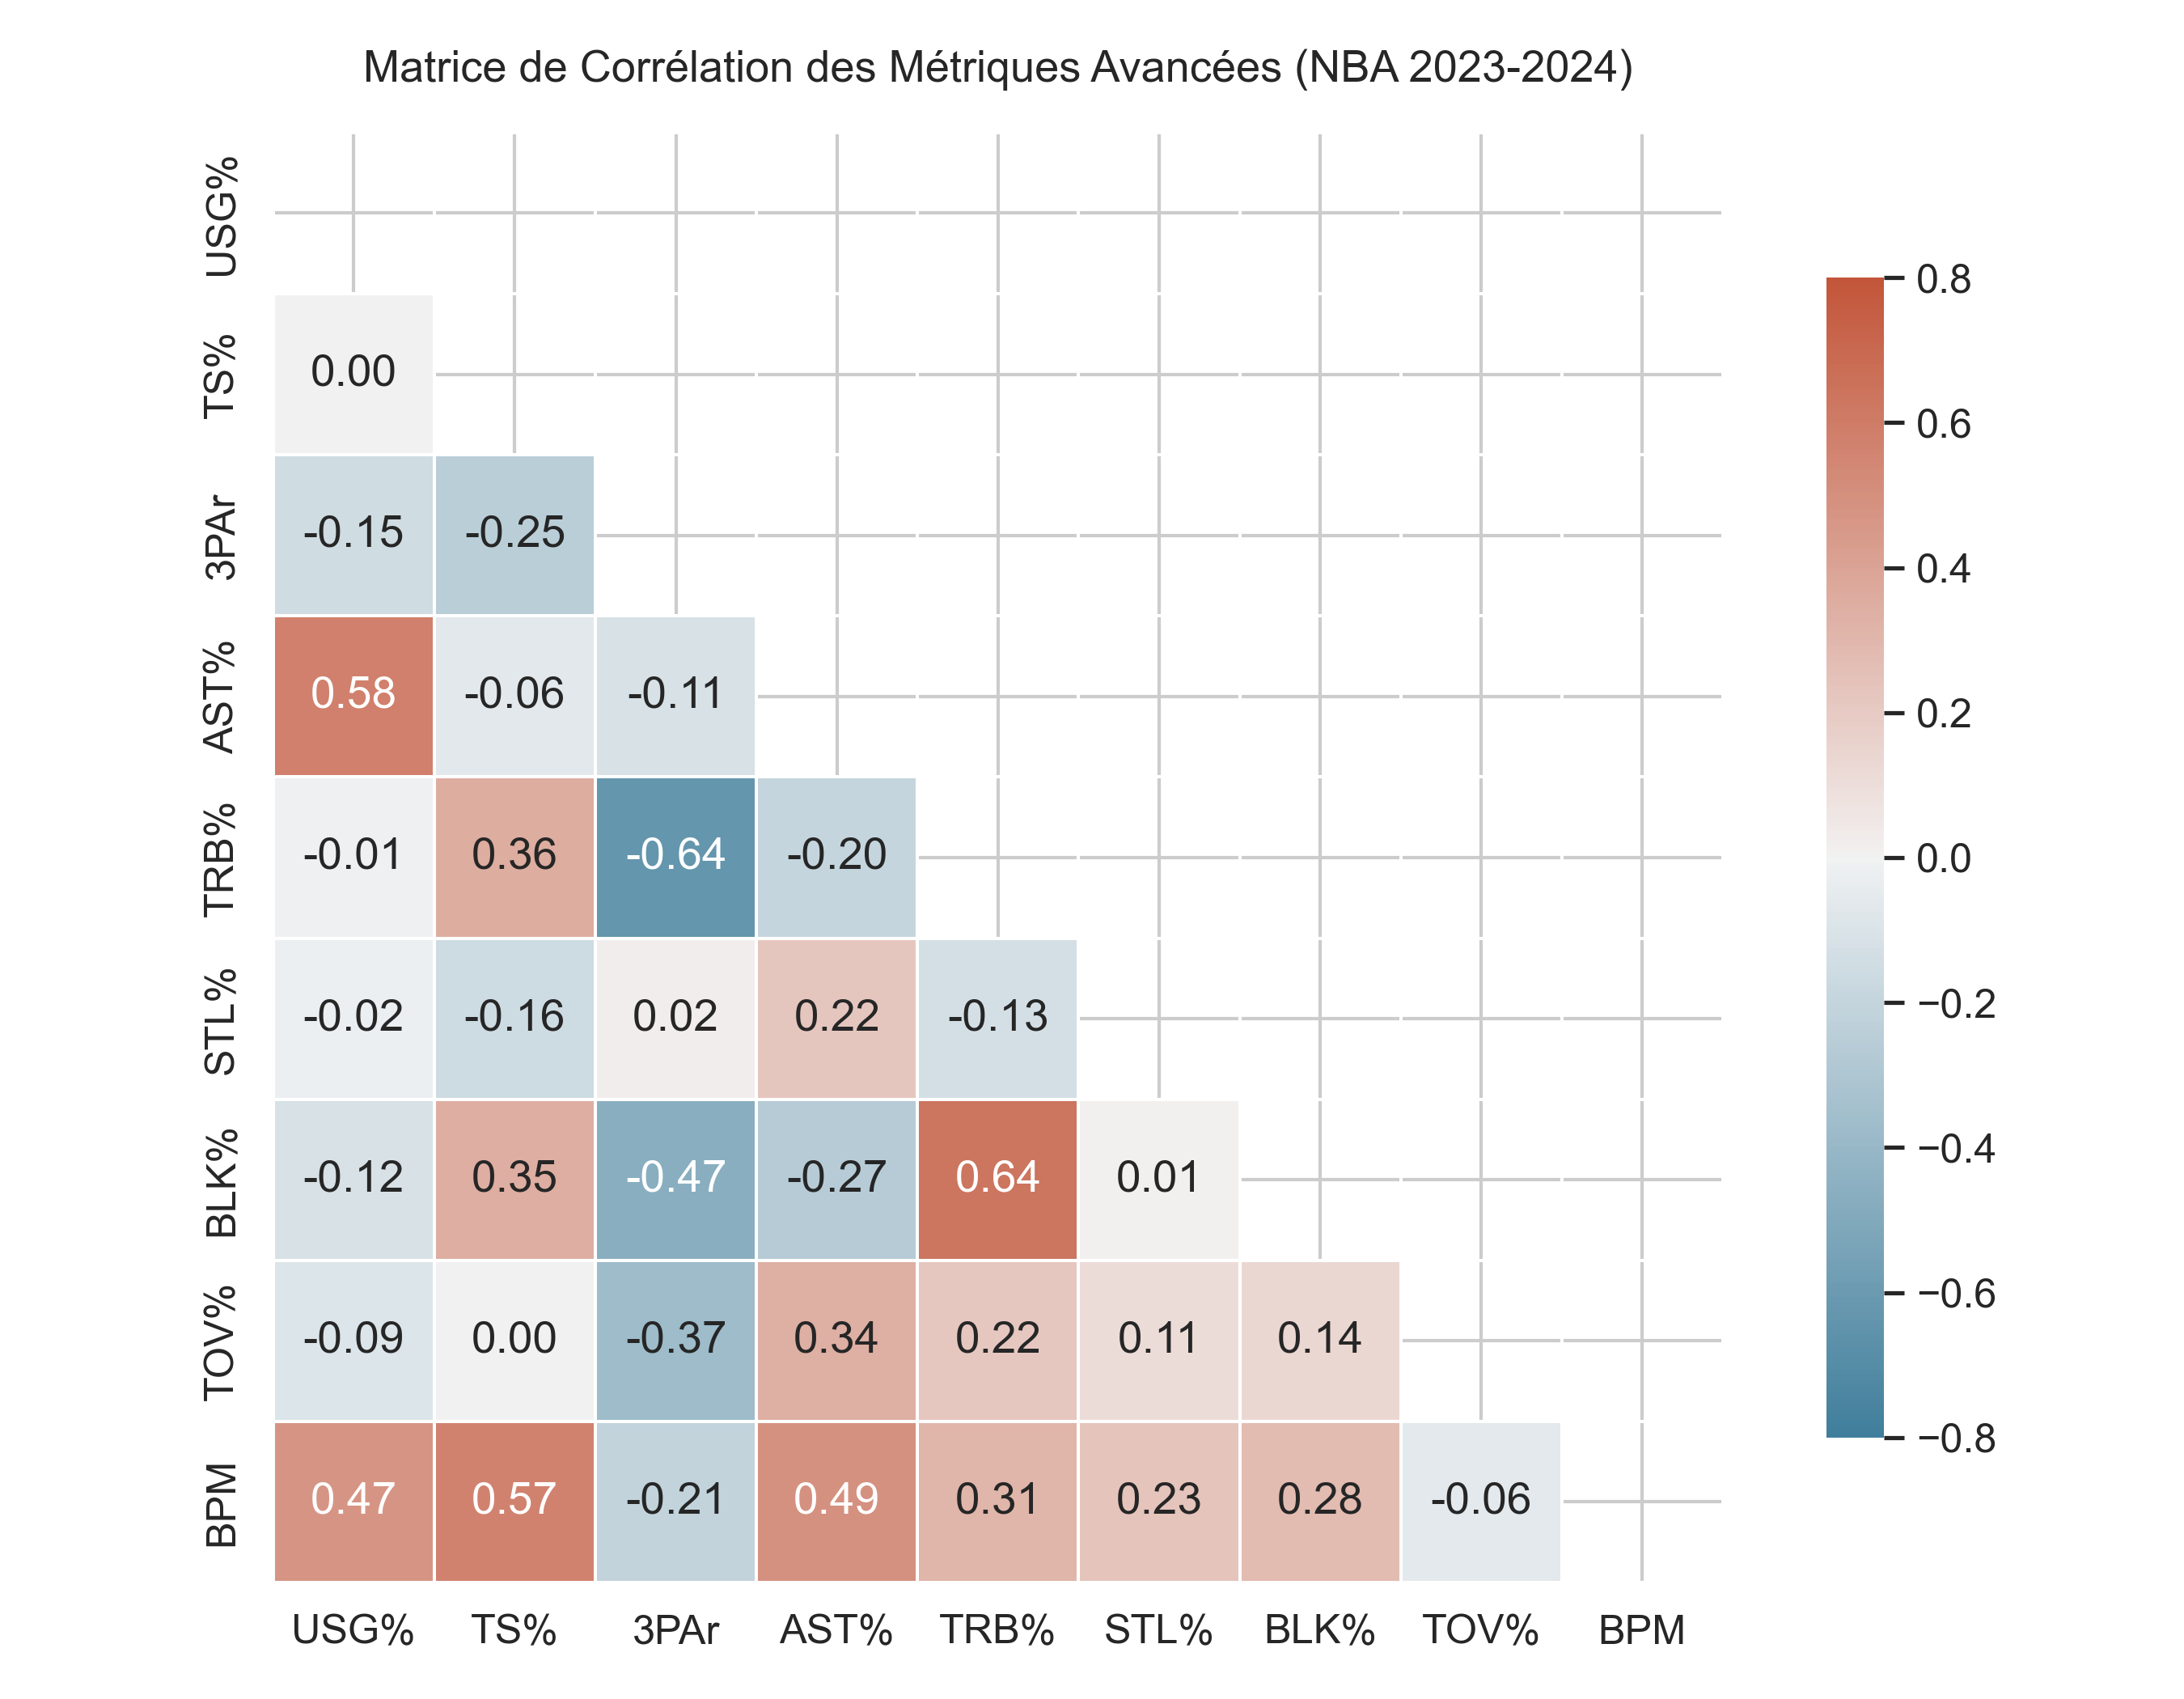 Matrice de Corrélation des Métriques Avancées (NBA 2023-2024)
USG%
TS% 0.00
3PAr -0.15 -0.25
AST% 0.58 -0.06 -0.11
TRB% -0.01 0.36 -0.64 -0.20
STL% -0.02 -0.16 0.02 0.22 -0.13
BLK% -0.12 0.35 -0.47 -0.27 0.64 0.01
TOV% -0.09 0.00 -0.37 0.34 0.22 0.11 0.14
BPM 0.47 0.57 -0.21 0.49 0.31 0.23 0.28 -0.06
USG% TS% 3PAr AST% TRB% STL% BLK% TOV% BPM
0.8
0.6
0.4
0.2
0.0
−0.2
−0.4
−0.6
−0.8